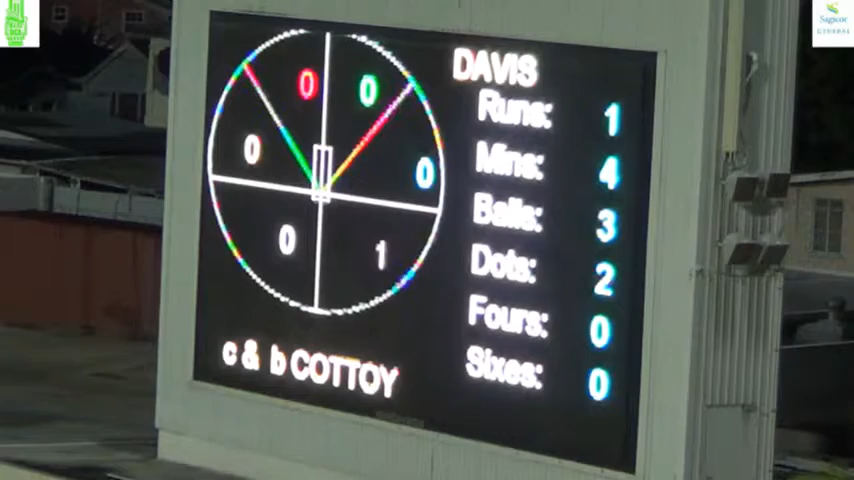 DAVIS
Runs: 1
Mins: 4
Balls: 3
Dots: 2
Fours: 0
Sixes: 0
0 0
0 0
0 1
c & b COTTOY
Sagicor